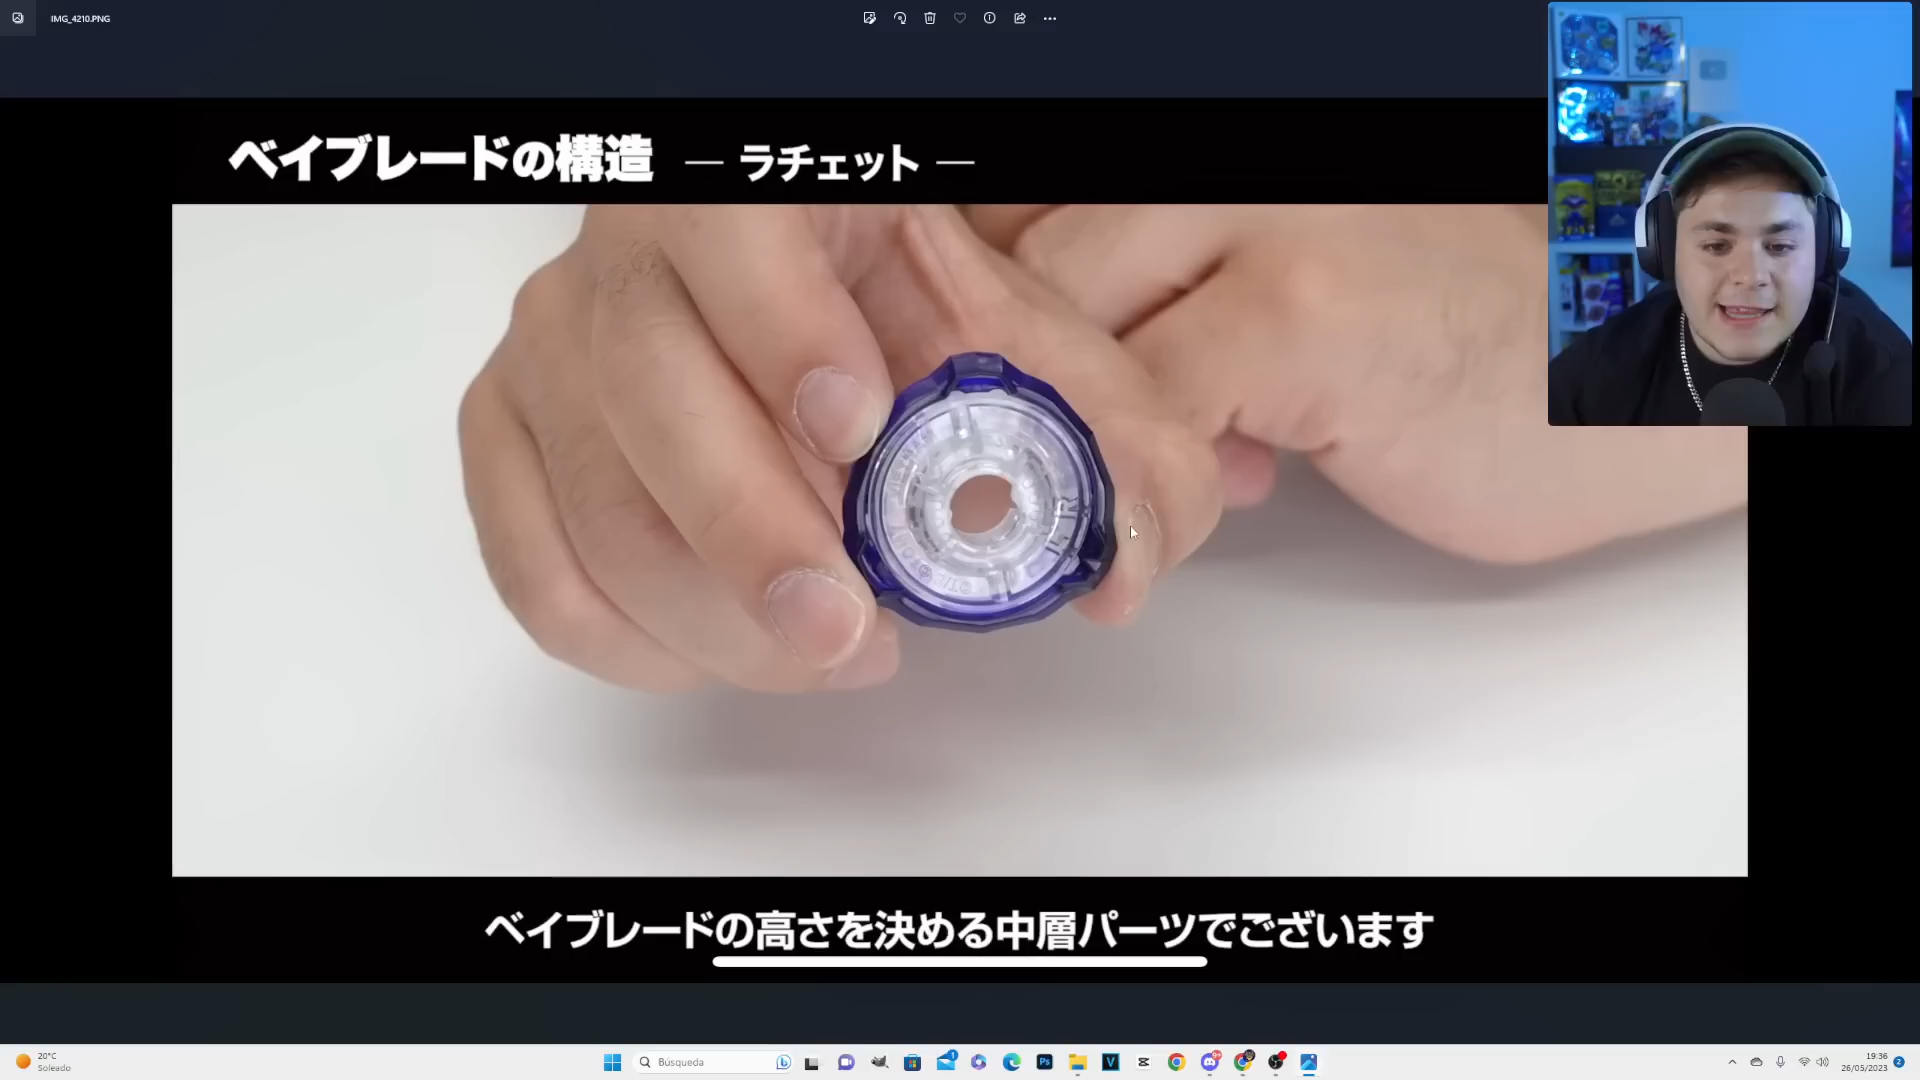 IMG_4210.PNG
ベイブレードの構造 ― ラチェット ―
ベイブレードの高さを決める中層パーツでございます
20°C
Soleado
Búsqueda
19:36
26/05/2023